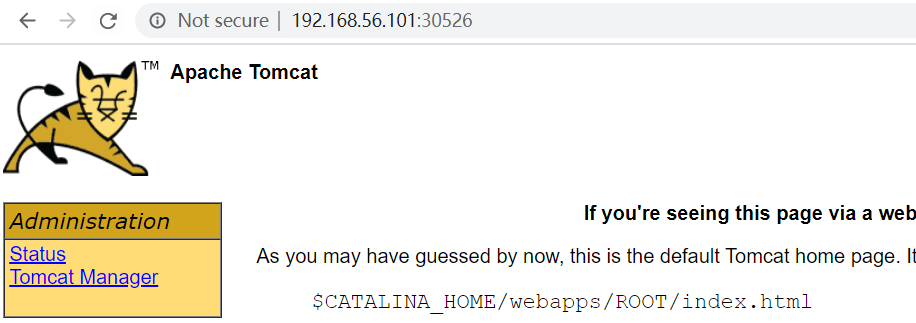 Not secure | 192.168.56.101:30526
TM Apache Tomcat
Administration
Status
Tomcat Manager
If you're seeing this page via a web
As you may have guessed by now, this is the default Tomcat home page. It
$CATALINA_HOME/webapps/ROOT/index.html